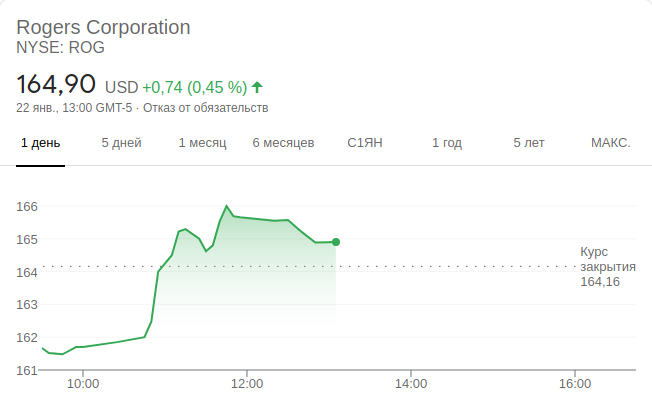 Rogers Corporation
NYSE: ROG
164,90 USD +0,74 (0,45 %)
22 янв., 13:00 GMT-5 · Отказ от обязательств
1 день 5 дней 1 месяц 6 месяцев С1ЯН 1 год 5 лет МАКС.
166
165
Курс
164 закрытия
164,16
163
162
161
10:00 12:00 14:00 16:00